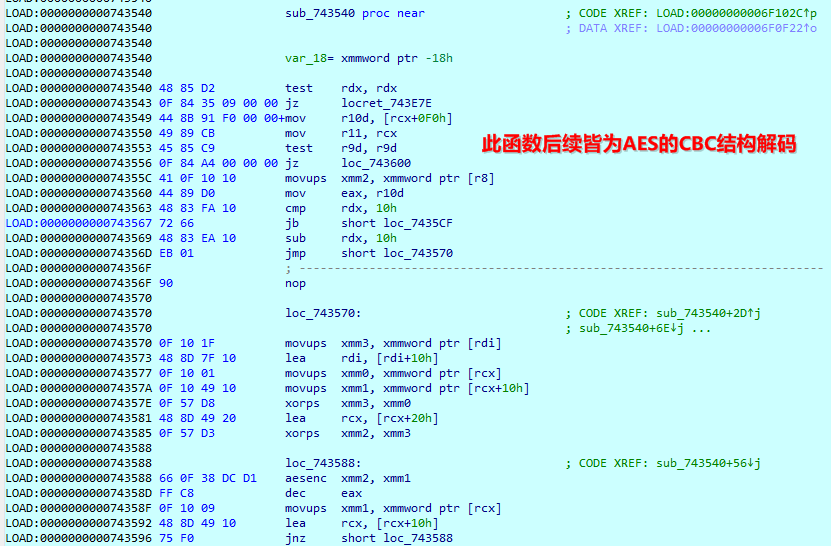 LOAD:0000000000743540
LOAD:0000000000743540 sub_743540 proc near ; CODE XREF: LOAD:00000000006F102C↑p
LOAD:0000000000743540 ; DATA XREF: LOAD:00000000006F0F22↑o
LOAD:0000000000743540
LOAD:0000000000743540 var_18= xmmword ptr -18h
LOAD:0000000000743540
LOAD:0000000000743540 48 85 D2 test rdx, rdx
LOAD:0000000000743543 0F 84 35 09 00 00 jz locret_743E7E
LOAD:0000000000743549 44 8B 91 F0 00 00+mov r10d, [rcx+0F0h]
LOAD:0000000000743550 49 89 CB mov r11, rcx
LOAD:0000000000743553 45 85 C9 test r9d, r9d
此函数后续皆为AES的CBC结构解码
LOAD:0000000000743556 0F 84 A4 00 00 00 jz loc_743600
LOAD:000000000074355C 41 0F 10 10 movups xmm2, xmmword ptr [r8]
LOAD:0000000000743560 44 89 D0 mov eax, r10d
LOAD:0000000000743563 48 83 FA 10 cmp rdx, 10h
LOAD:0000000000743567 72 66 jb short loc_7435CF
LOAD:0000000000743569 48 83 EA 10 sub rdx, 10h
LOAD:000000000074356D EB 01 jmp short loc_743570
LOAD:000000000074356F ; ---------------------------------------------------------------------------
LOAD:000000000074356F 90 nop
LOAD:0000000000743570
LOAD:0000000000743570 loc_743570: ; CODE XREF: sub_743540+2D↑j
LOAD:0000000000743570 ; sub_743540+6E↓j ...
LOAD:0000000000743570 0F 10 1F movups xmm3, xmmword ptr [rdi]
LOAD:0000000000743573 48 8D 7F 10 lea rdi, [rdi+10h]
LOAD:0000000000743577 0F 10 01 movups xmm0, xmmword ptr [rcx]
LOAD:000000000074357A 0F 10 49 10 movups xmm1, xmmword ptr [rcx+10h]
LOAD:000000000074357E 0F 57 D8 xorps xmm3, xmm0
LOAD:0000000000743581 48 8D 49 20 lea rcx, [rcx+20h]
LOAD:0000000000743585 0F 57 D3 xorps xmm2, xmm3
LOAD:0000000000743588
LOAD:0000000000743588 loc_743588: ; CODE XREF: sub_743540+56↓j
LOAD:0000000000743588 66 0F 38 DC D1 aesenc xmm2, xmm1
LOAD:000000000074358D FF C8 dec eax
LOAD:000000000074358F 0F 10 09 movups xmm1, xmmword ptr [rcx]
LOAD:0000000000743592 48 8D 49 10 lea rcx, [rcx+10h]
LOAD:0000000000743596 75 F0 jnz short loc_743588